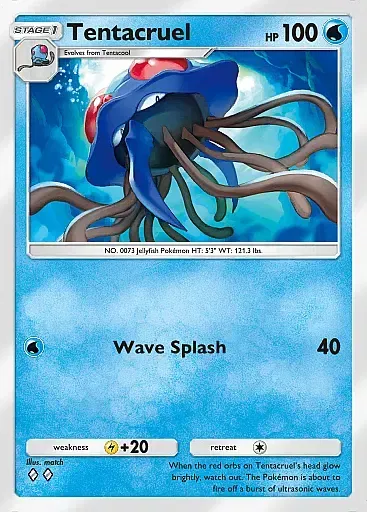 STAGE 1
Tentacruel
HP 100
Evolves from Tentacool
NO. 0073 Jellyfish Pokémon HT: 5'3" WT: 121.3 lbs.
Wave Splash 40
weakness +20 retreat
Illus. match
When the red orbs on Tentacruel's head glow
brightly, watch out. The Pokémon is about to
fire off a burst of ultrasonic waves.